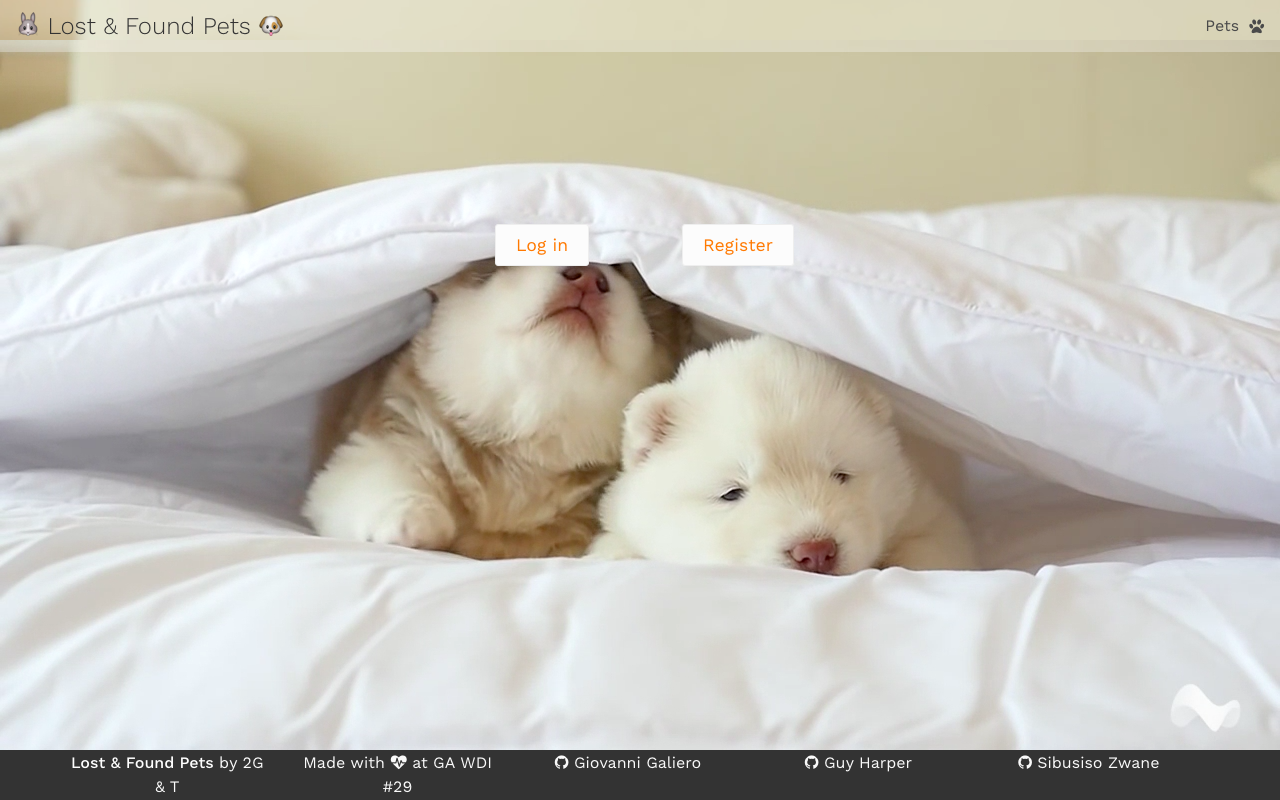 Lost & Found Pets
Pets
Log in
Register
Lost & Found Pets by 2G
& T
Made with at GA WDI
#29
Giovanni Galiero
Guy Harper
Sibusiso Zwane